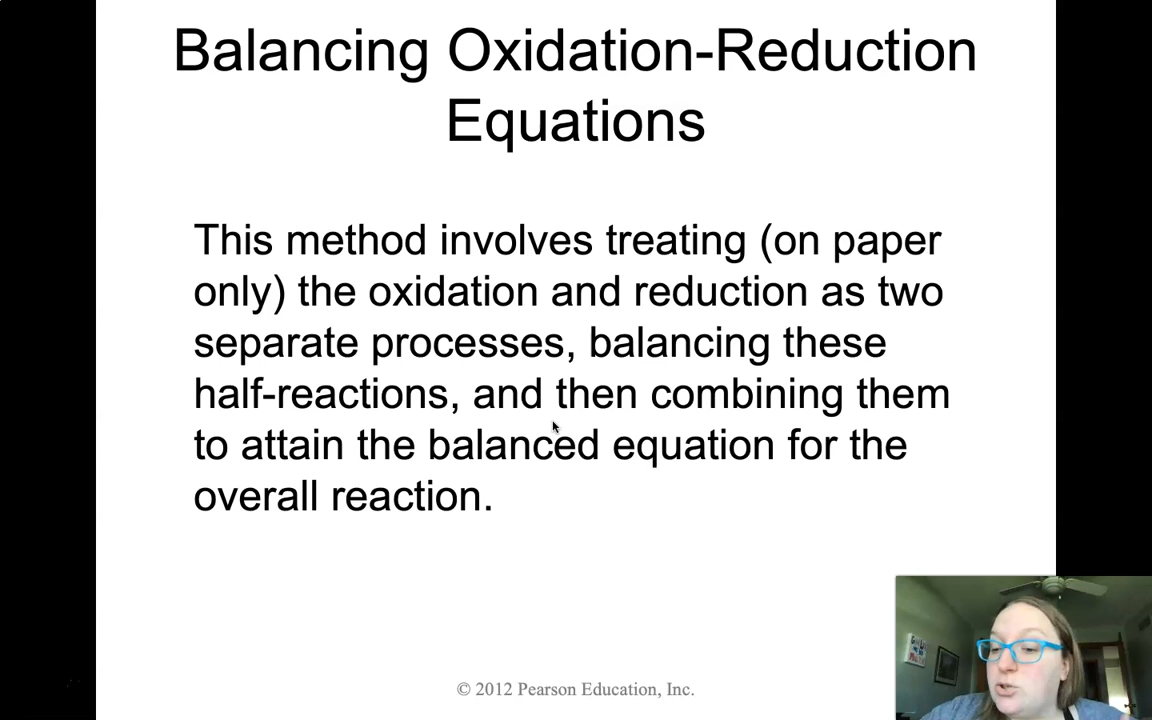 Balancing Oxidation-Reduction
Equations
This method involves treating (on paper
only) the oxidation and reduction as two
separate processes, balancing these
half-reactions, and then combining them
to attain the balanced equation for the
overall reaction.
© 2012 Pearson Education, Inc.